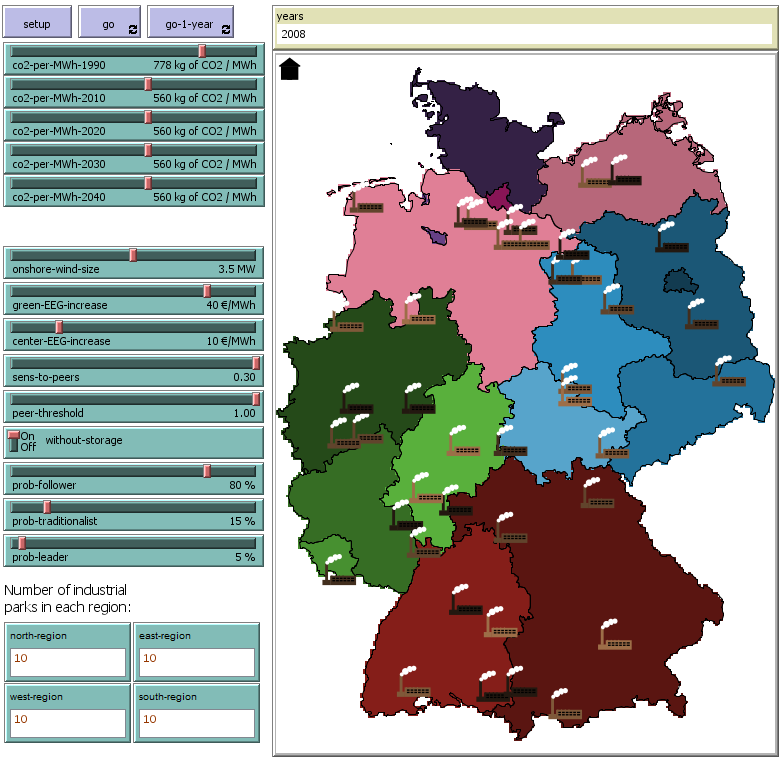 setup
go
go-1-year
co2-per-MWh-1990 778 kg of CO2 / MWh
co2-per-MWh-2010 560 kg of CO2 / MWh
co2-per-MWh-2020 560 kg of CO2 / MWh
co2-per-MWh-2030 560 kg of CO2 / MWh
co2-per-MWh-2040 560 kg of CO2 / MWh
onshore-wind-size 3.5 MW
green-EEG-increase 40 €/MWh
center-EEG-increase 10 €/MWh
sens-to-peers 0.30
peer-threshold 1.00
On
Off
without-storage
prob-follower 80 %
prob-traditionalist 15 %
prob-leader 5 %
Number of industrial
parks in each region:
north-region
10
east-region
10
west-region
10
south-region
10
years
2008